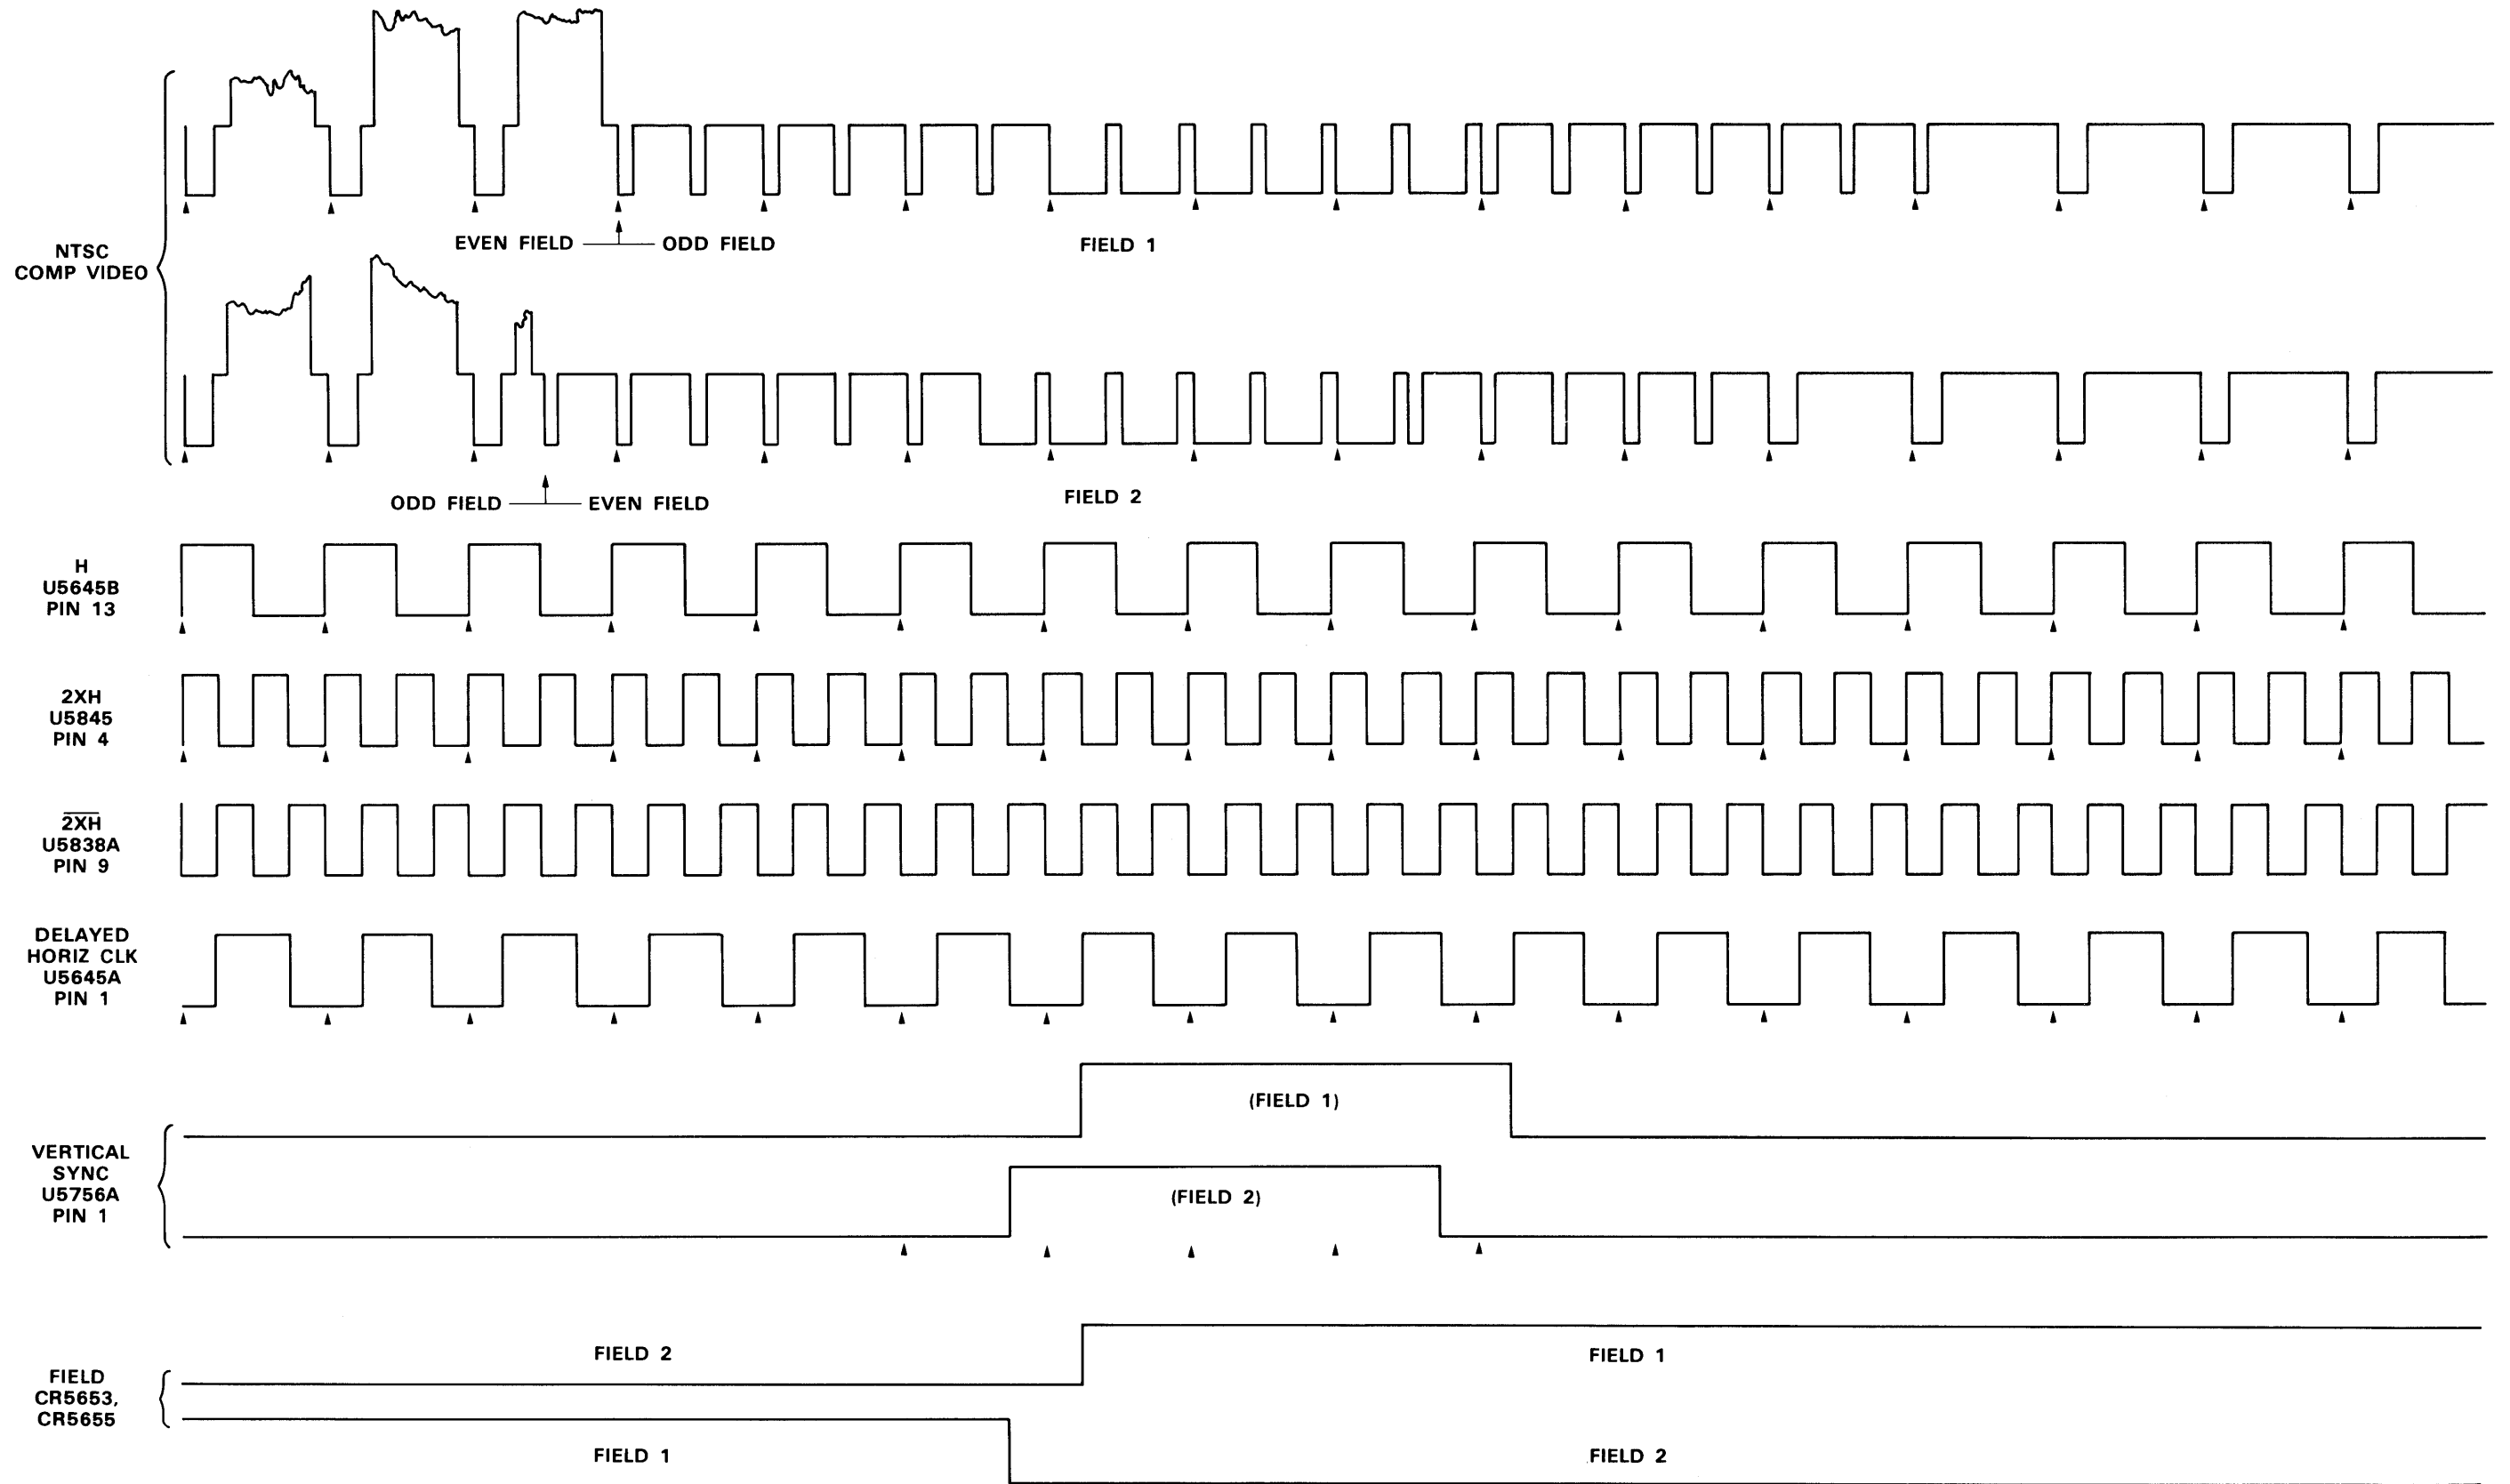 NTSC
COMP VIDEO
EVEN FIELD
ODD FIELD
FIELD 1
ODD FIELD
EVEN FIELD
FIELD 2
H
U5645B
PIN 13
2XH
U5845
PIN 4
2XH
U5838A
PIN 9
DELAYED
HORIZ CLK
U5645A
PIN 1
VERTICAL
SYNC
U5756A
PIN 1
(FIELD 1)
(FIELD 2)
FIELD
CR5653,
CR5655
FIELD 2
FIELD 1
FIELD 1
FIELD 2